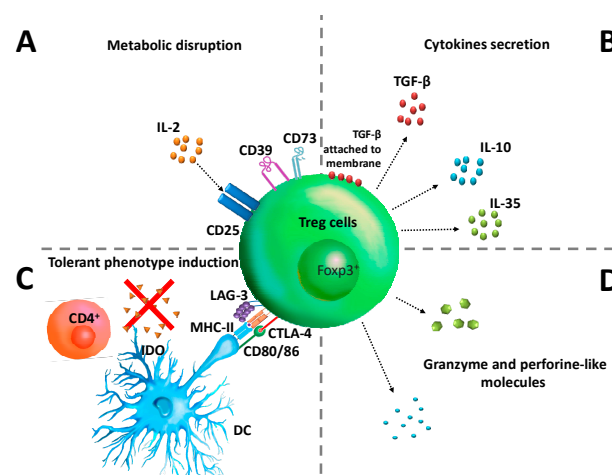 A
Metabolic disruption
Cytokines secretion
B
TGF-β
IL-2
CD73
CD39
TGF-β
attached to
membrane
IL-10
IL-35
CD25
Treg cells
C
Tolerant phenotype induction
Foxp3+
D
LAG-3
CD4+
MHC-II
CTLA-4
IDO
CD80/86
Granzyme and perforine-like
molecules
DC